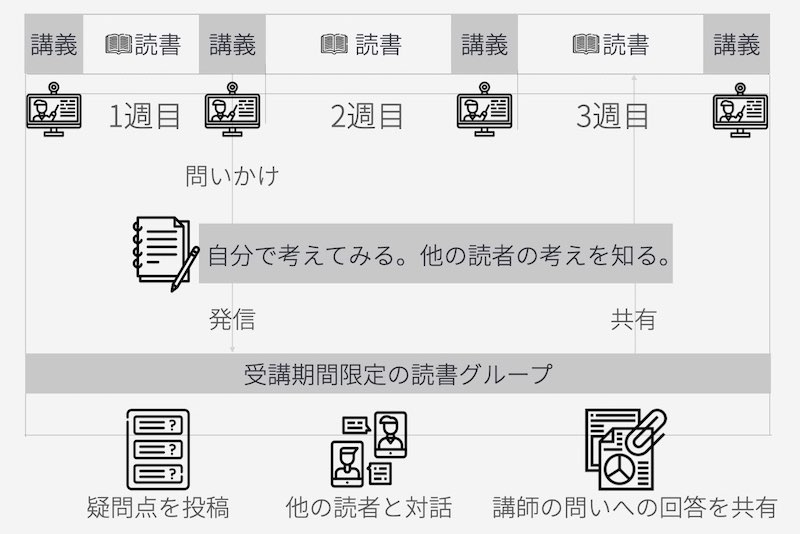 講義 読書 講義 読書 講義 読書 講義
1週目 2週目 3週目
問いかけ
自分で考えてみる。他の読者の考えを知る。
発信 共有
受講期間限定の読書グループ
? 
?
?
疑問点を投稿 他の読者と対話 講師の問いへの回答を共有